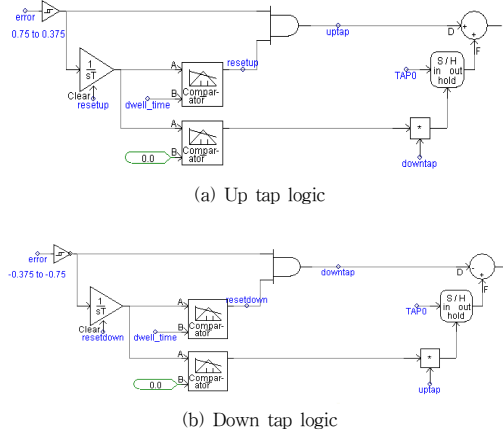 error
0.75 to 0.375
uptap
D
+
+
F
1
sT
Clear
resetup
A
resetup
dwell_time
B
Compar-
ator
TAP0
S / H
in out
hold
A
B
Compar-
ator
0.0
*
downtap
(a) Up tap logic
error
-0.375 to -0.75
downtap
D
-
+
F
1
sT
Clear
resetdown
A
resetdown
dwell_time
B
Compar-
ator
TAP0
S / H
in out
hold
A
B
Compar-
ator
0.0
*
uptap
(b) Down tap logic